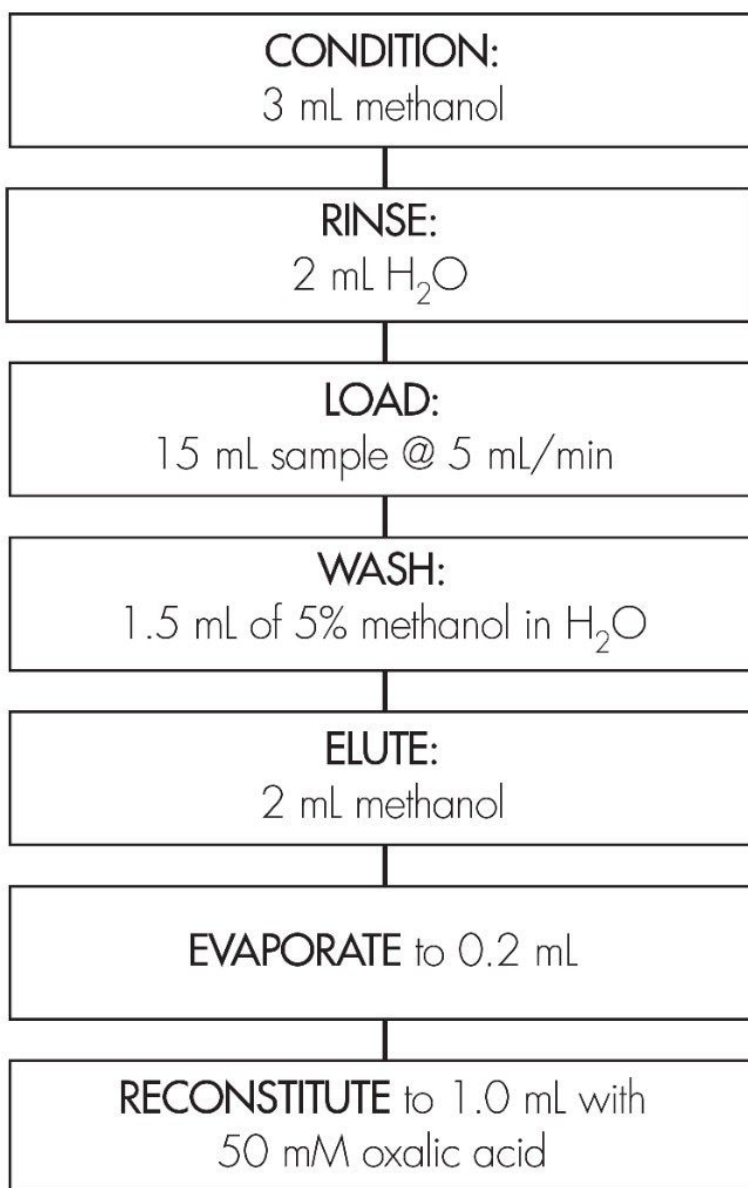 CONDITION:
3 mL methanol
RINSE:
2 mL H₂O
LOAD:
15 mL sample @ 5 mL/min
WASH:
1.5 mL of 5% methanol in H₂O
ELUTE:
2 mL methanol
EVAPORATE to 0.2 mL
RECONSTITUTE to 1.0 mL with
50 mM oxalic acid